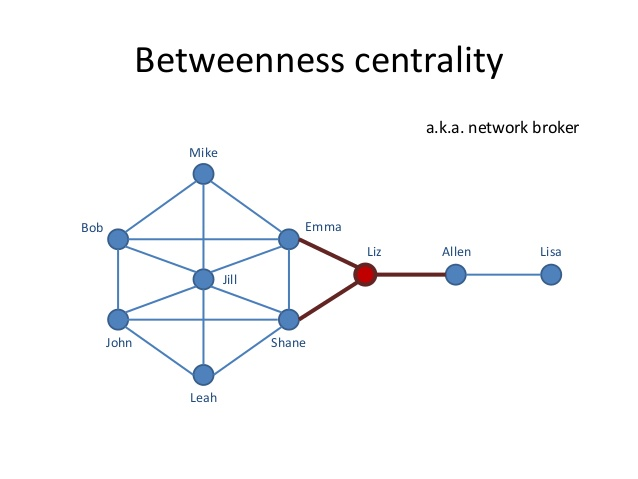 Betweenness centrality
a.k.a. network broker
Mike
Bob
Emma
Liz
Allen
Lisa
Jill
John
Shane
Leah